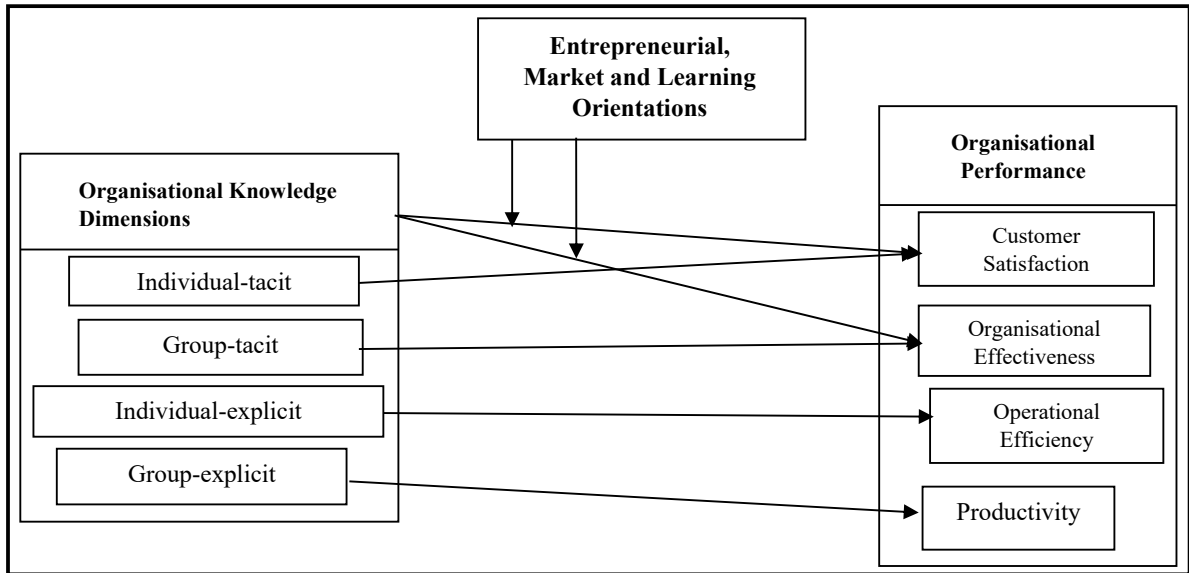 Entrepreneurial,
Market and Learning
Orientations
Organisational Knowledge
Dimensions
Individual-tacit
Group-tacit
Individual-explicit
Group-explicit
Organisational
Performance
Customer
Satisfaction
Organisational
Effectiveness
Operational
Efficiency
Productivity